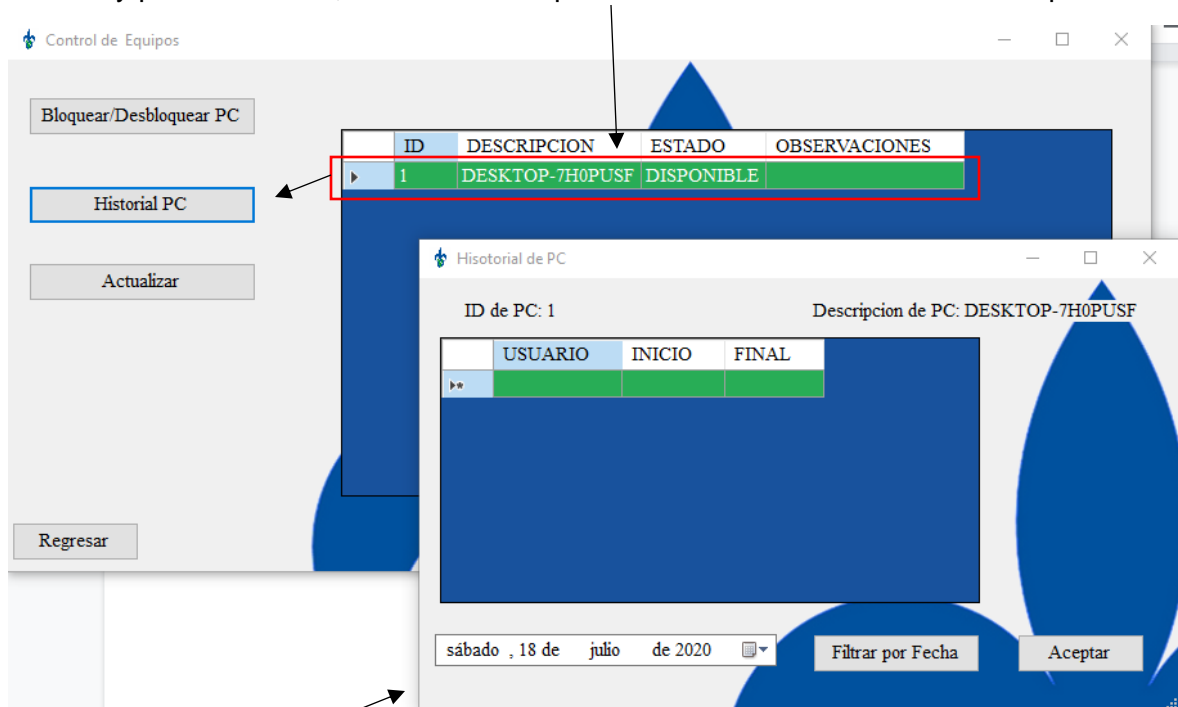 Control de Equipos
Bloquear/Desbloquear PC
ID DESCRIPCION ESTADO OBSERVACIONES
1 DESKTOP-7H0PUSF DISPONIBLE
Historial PC
Actualizar
Hisotorial de PC
ID de PC: 1
Descripcion de PC: DESKTOP-7H0PUSF
USUARIO INICIO FINAL
Regresar
sábado , 18 de julio de 2020
Filtrar por Fecha
Aceptar